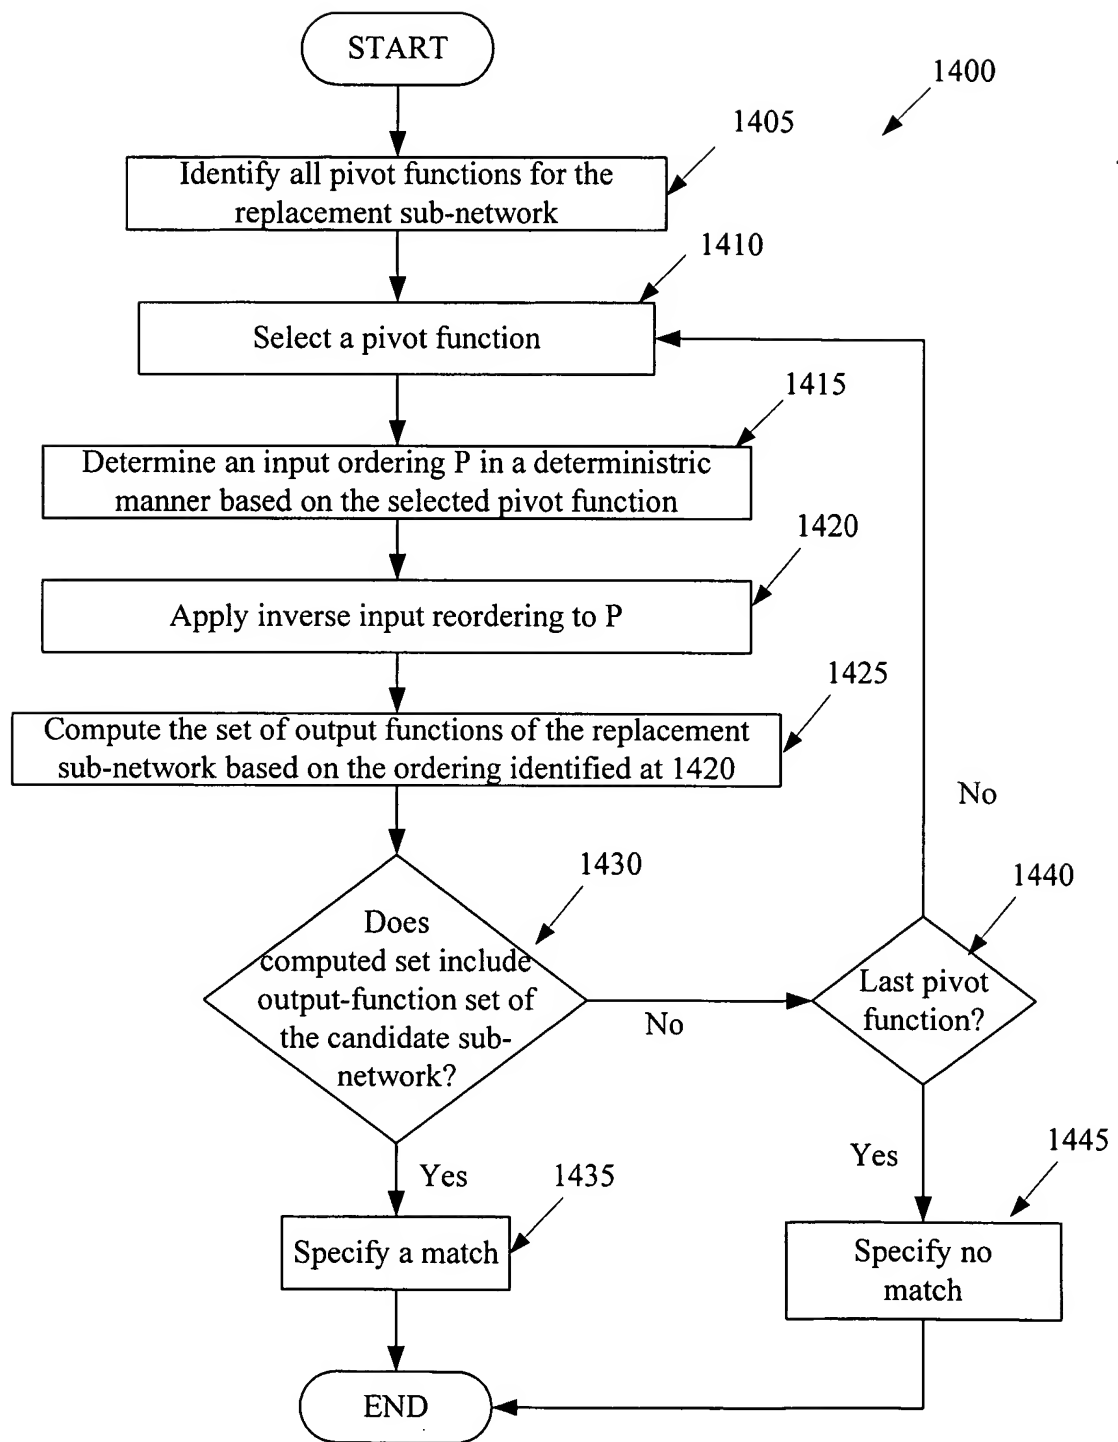 START
1400
1405
Identify all pivot functions for the
replacement sub-network
1410
Select a pivot function
1415
Determine an input ordering P in a deterministric
manner based on the selected pivot function
1420
Apply inverse input reordering to P
1425
Compute the set of output functions of the replacement
sub-network based on the ordering identified at 1420
No
1430
Does
computed set include
output-function set of
the candidate sub-
network?
No
1440
Last pivot
function?
Yes
1435
Specify a match
Yes
1445
Specify no
match
END